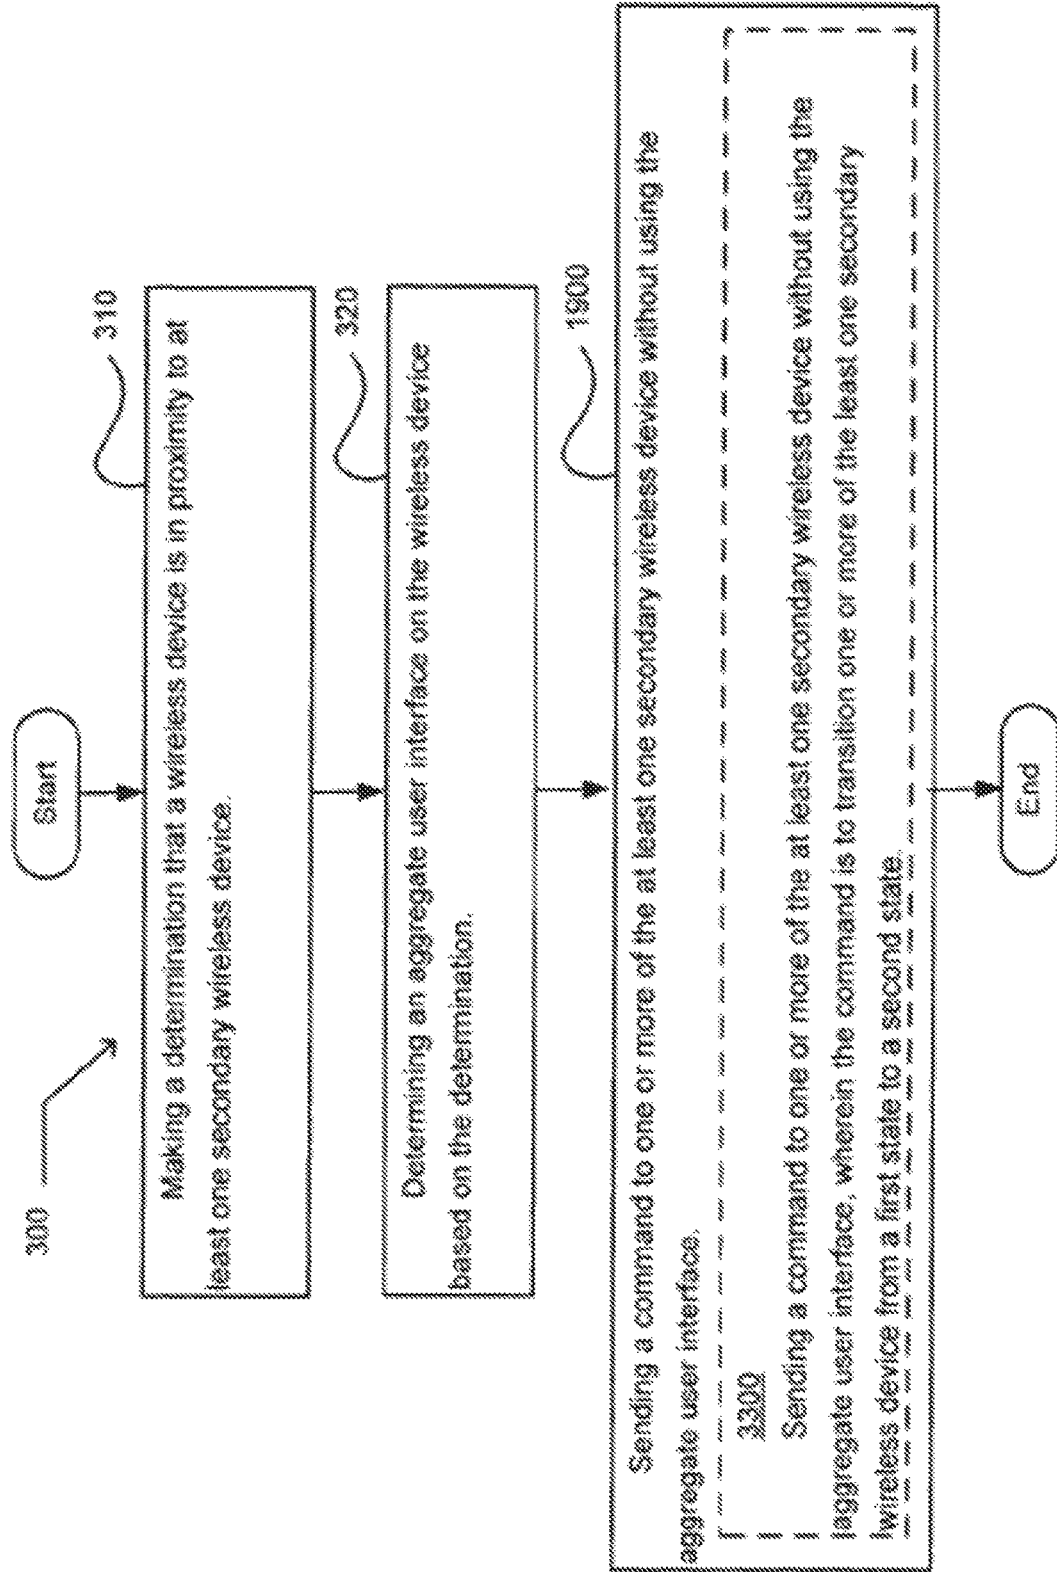 300
Start
310
Making a determination that a wireless device is in proximity to at
least one secondary wireless device.
320
Determining an aggregate user interface on the wireless device
based on the determination.
1900
Sending a command to one or more of the at least one secondary wireless device without using the
aggregate user interface.
3300
Sending a command to one or more of the at least one secondary wireless device without using the
aggregate user interface, wherein the command is to transition one or more of the least one secondary
wireless device from a first state to a second state.
End